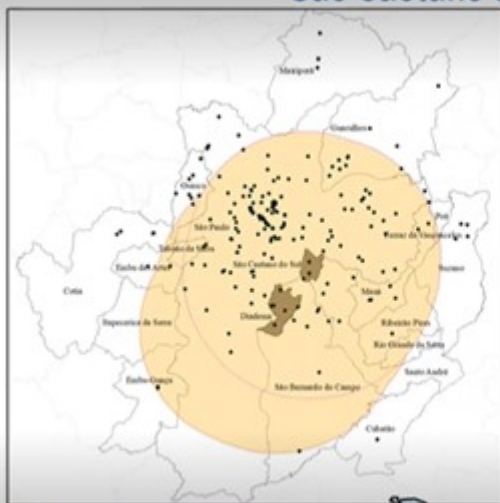 São Caetano
Mairiporã
Guarulhos
Osasco
Poá
São Paulo
Ferraz de Vasconcelos
Taboão da Serra
São Caetano do Sul
Embu das Artes
Suzano
Cotia
Mauá
Diadema
Itapecerica da Serra
Ribeirão Pires
Rio Grande da Serra
Santo André
Embu-Guaçu
São Bernardo do Campo
Cubatão